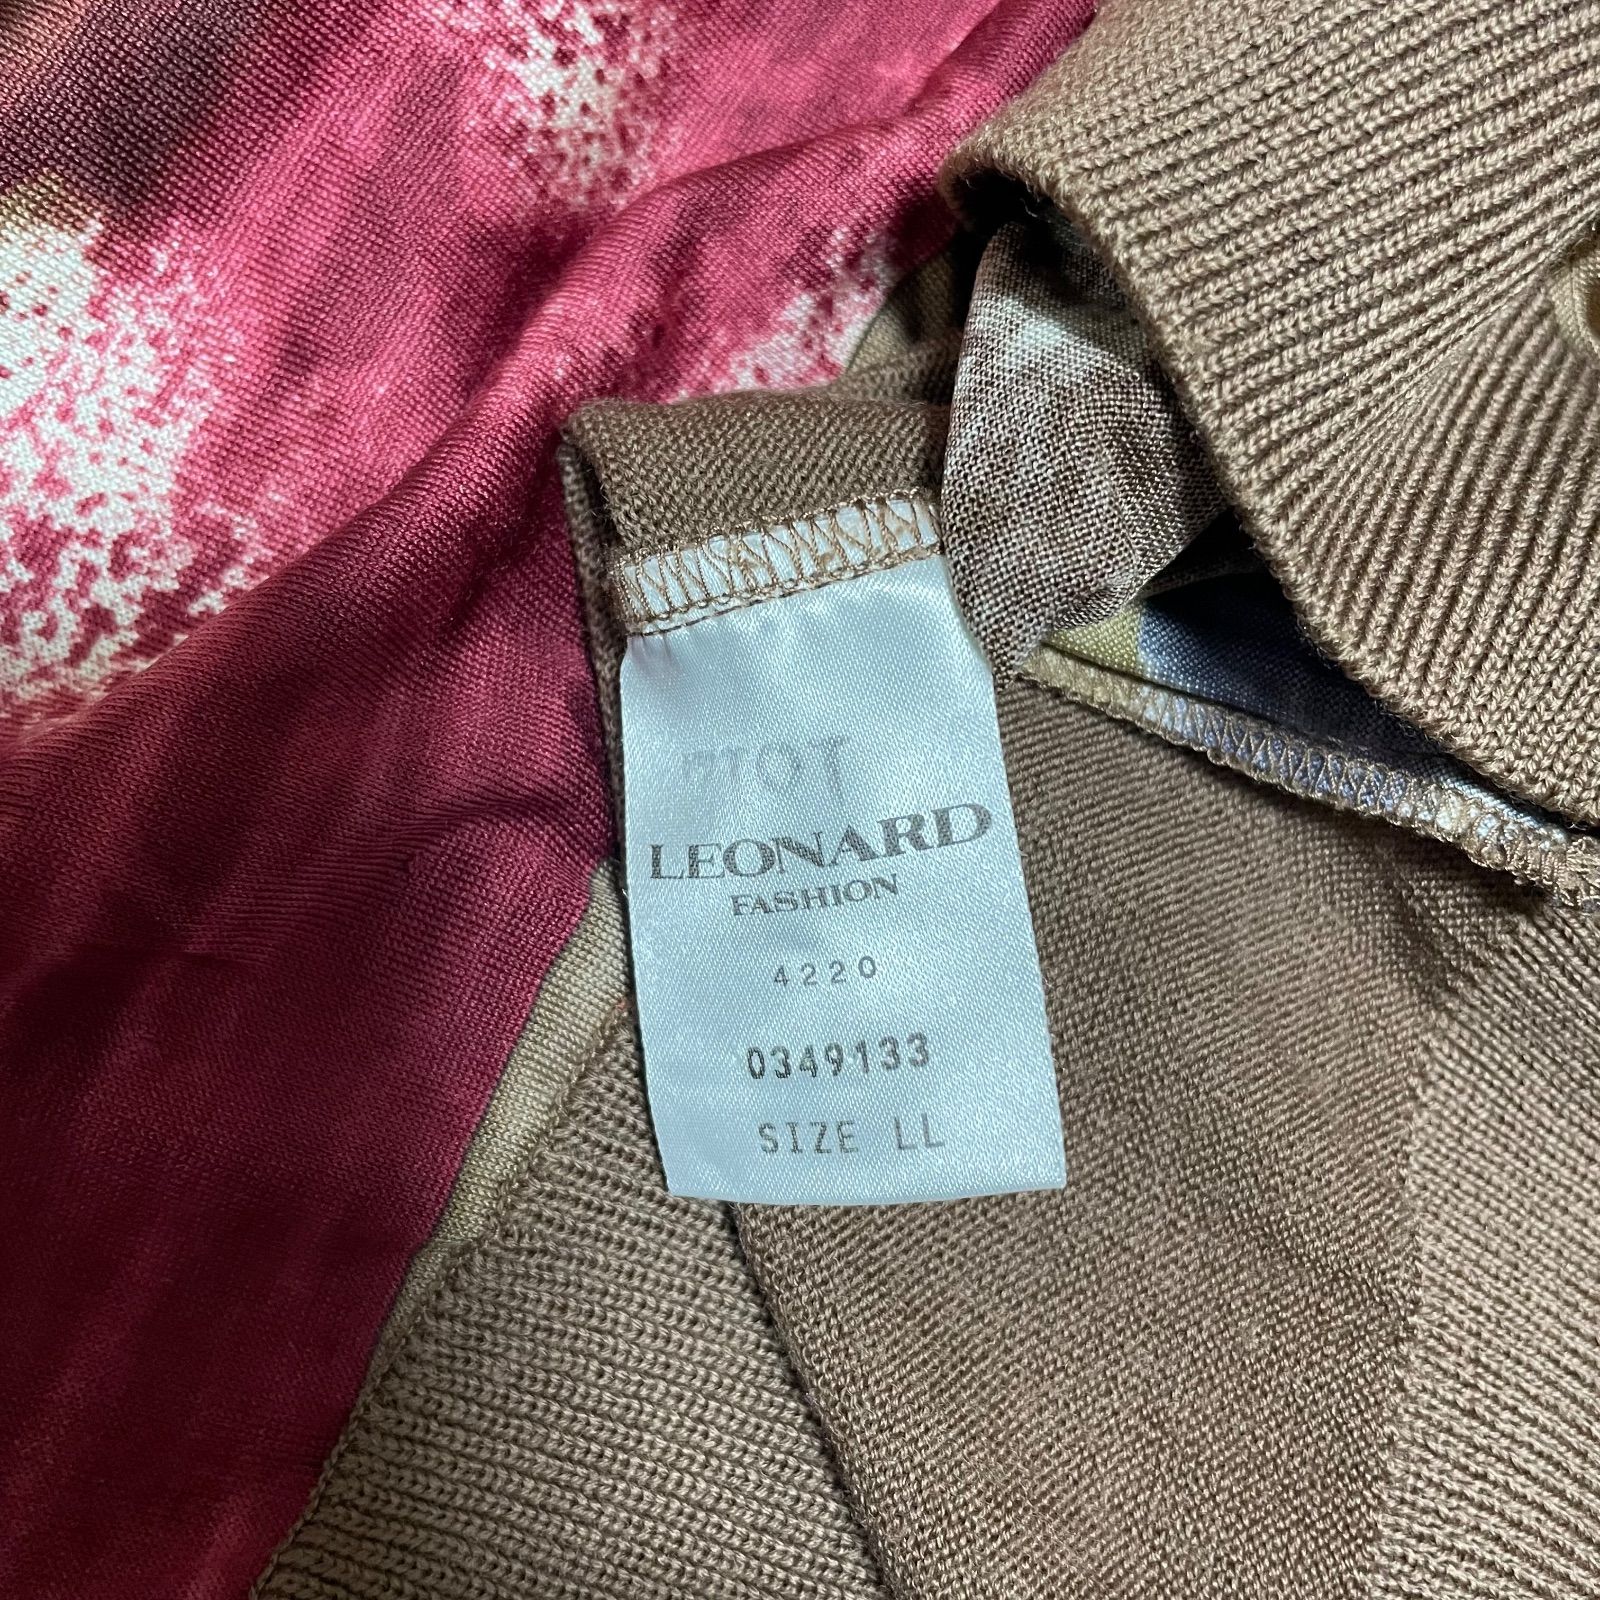 LEONARD
FASHION
4220
0349133
SIZE LL